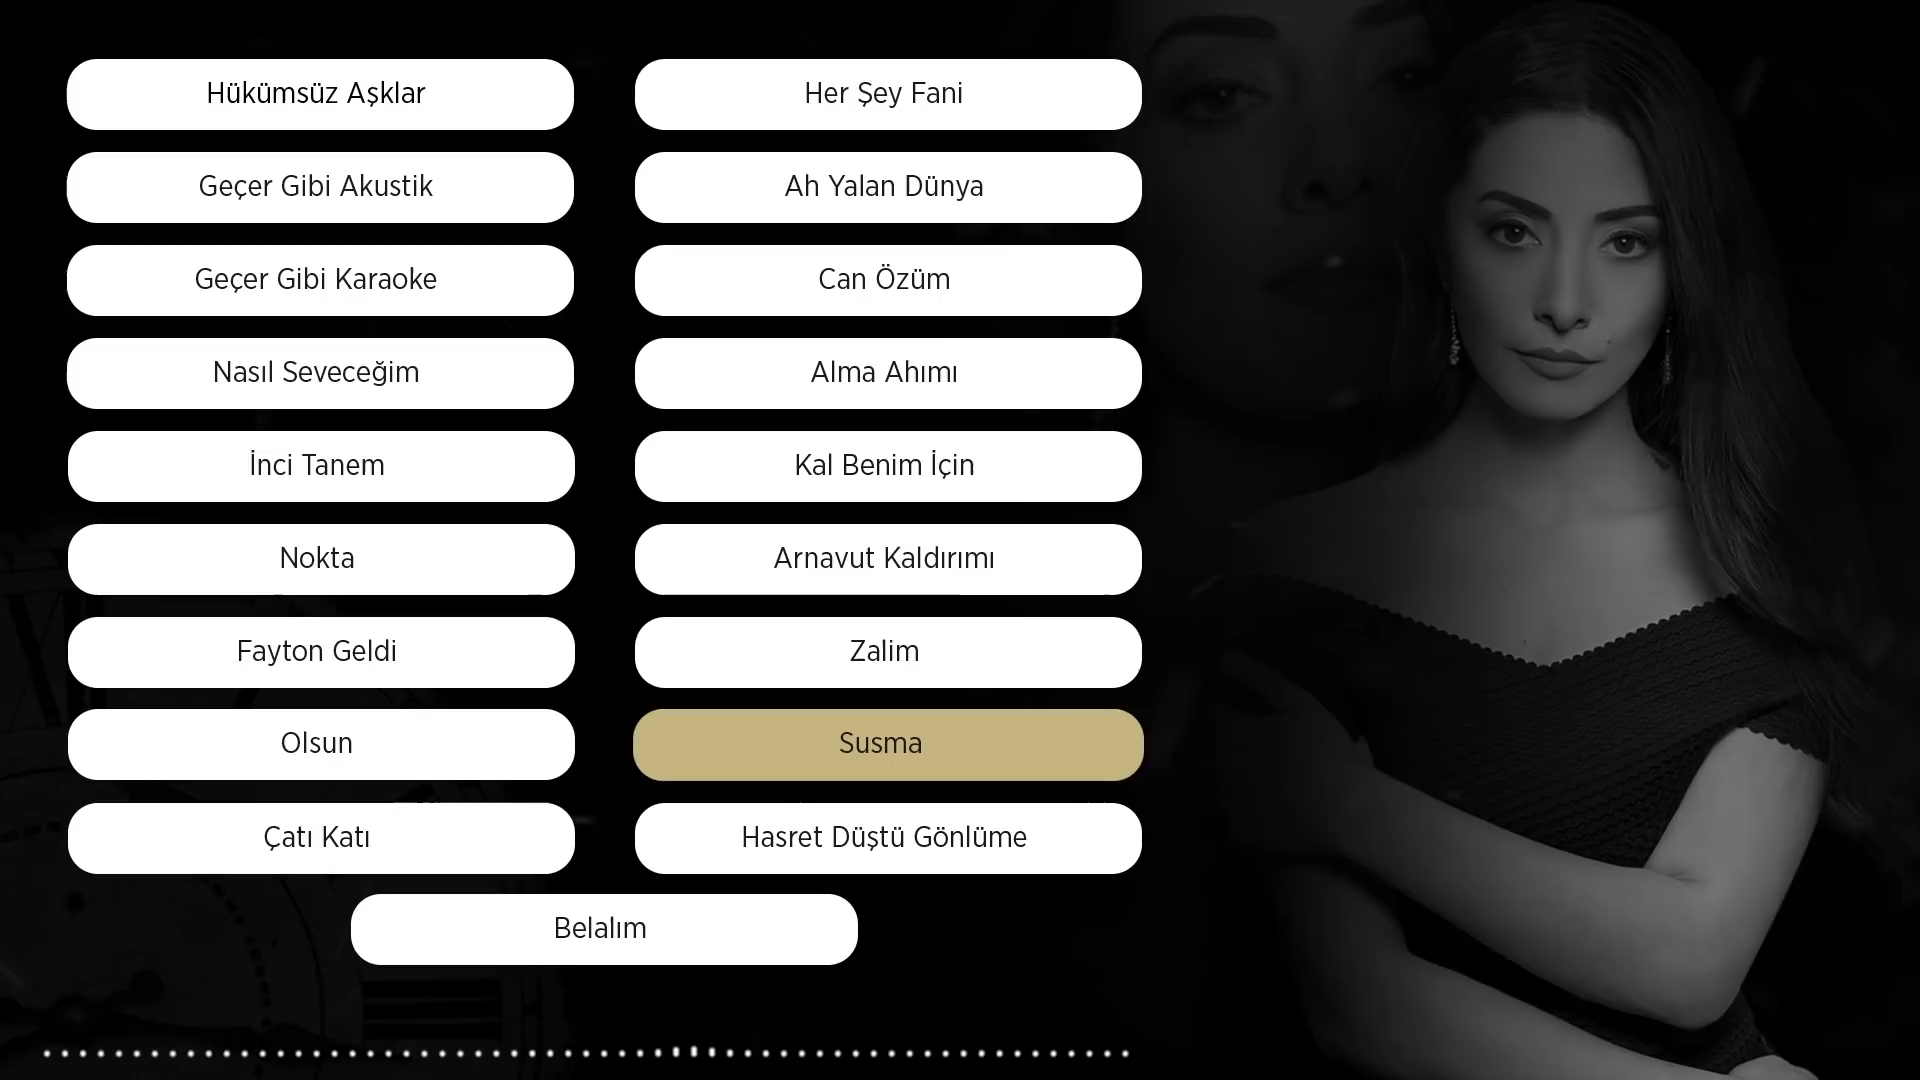 Hükümsüz Aşklar
Geçer Gibi Akustik
Geçer Gibi Karaoke
Nasıl Seveceğim
İnci Tanem
Nokta
Fayton Geldi
Olsun
Çatı Katı
Her Şey Fani
Ah Yalan Dünya
Can Özüm
Alma Ahımı
Kal Benim İçin
Arnavut Kaldırımı
Zalim
Susma
Hasret Düştü Gönlüme
Belalım